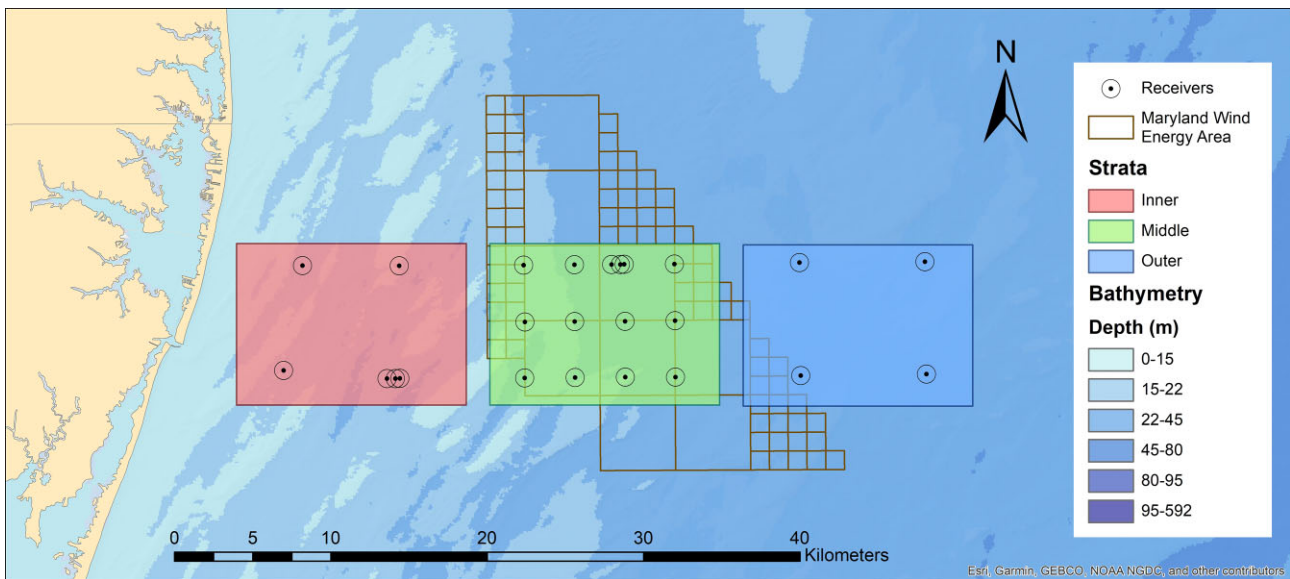 N
Receivers
Maryland Wind
Energy Area
Strata
Inner
Middle
Outer
Bathymetry
Depth (m)
0-15
15-22
22-45
45-80
80-95
95-592
0 5 10 20 30 40
Kilometers
Esri, Garmin, GEBCO, NOAA NGDC, and other contributors